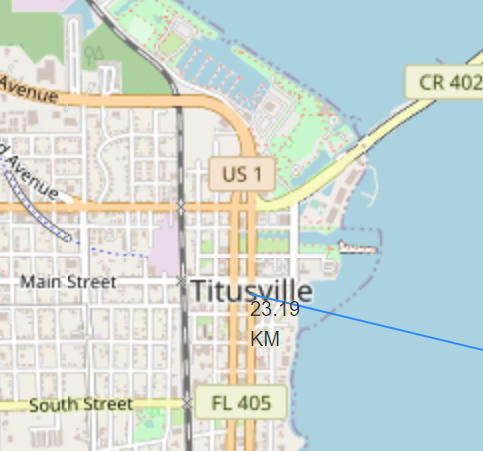 Avenue
CR 402
d Avenue
US 1
Main Street
Titusville
23.19
KM
South Street
FL 405